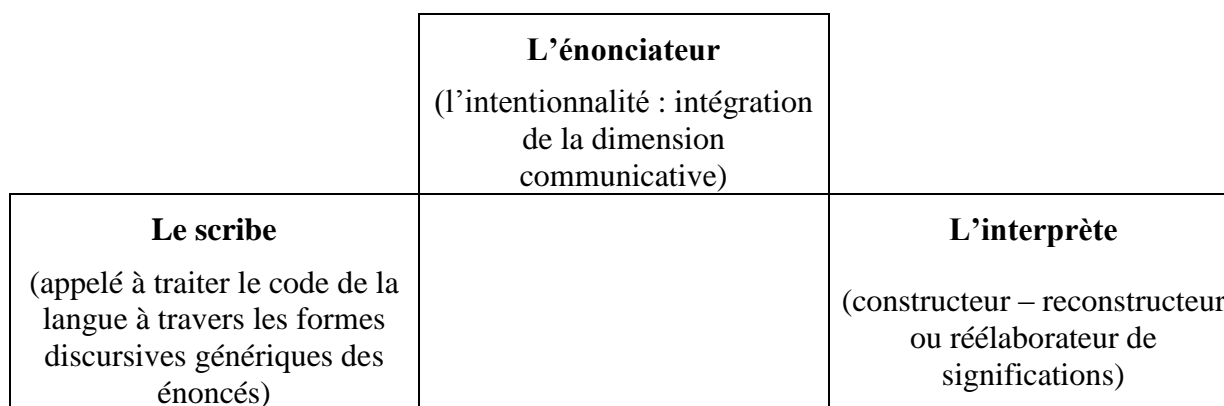 L’énonciateur
(l’intentionnalité : intégration
de la dimension
communicative)
Le scribe
(appelé à traiter le code de la
langue à travers les formes
discursives génériques des
énoncés)
L’interprète
(constructeur – reconstructeur
ou réélaborateur de
significations)